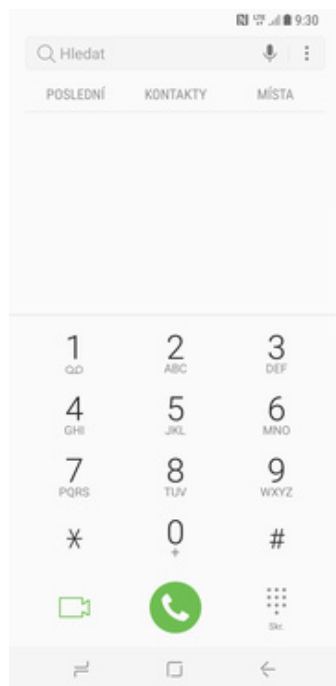 9:30
Hledat
POSLEDNÍ KONTAKTY MÍSTA
1 2 3
ABC DEF
4 5 6
GHI JKL MNO
7 8 9
PQRS TUV WXYZ
* 0 #
+
Skr.